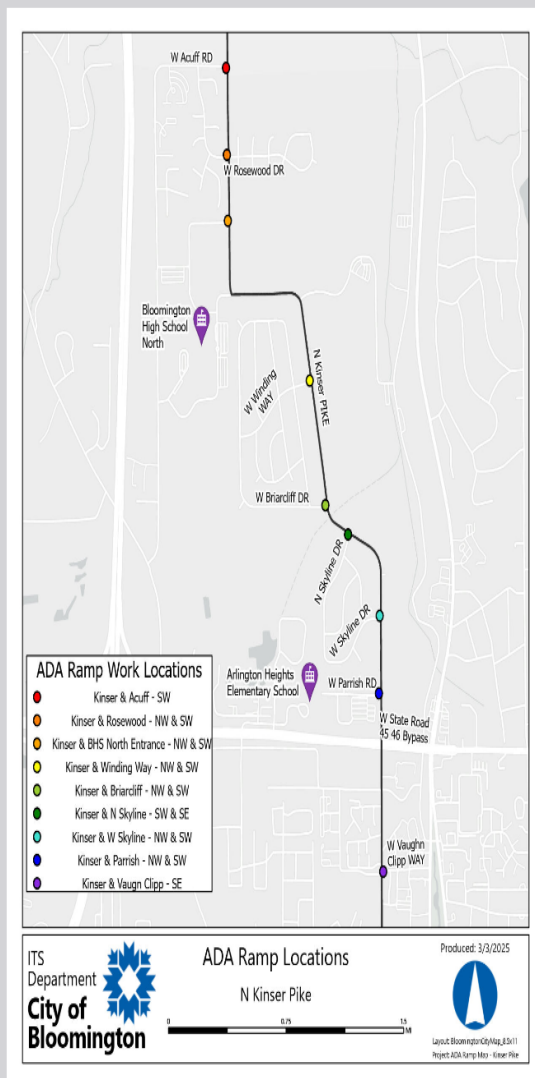 W Acuff RD
W Rosewood DR
Bloomington
High School
North
W Winding
WAY
N Kinser PIKE
W Briarcliff DR
N Skyline DR
W Skyline DR
Arlington Heights
Elementary School
W Parrish RD
W State Road
45 46 Bypass
W Vaughn
Clipp WAY
ADA Ramp Work Locations
Kinser & Acuff - SW
Kinser & Rosewood - NW & SW
Kinser & BHS North Entrance - NW & SW
Kinser & Winding Way - NW & SW
Kinser & Briarcliff - NW & SW
Kinser & N Skyline - SW & SE
Kinser & W Skyline - NW & SW
Kinser & Parrish - NW & SW
Kinser & Vaugn Clipp - SE
ITS
Department
City of
Bloomington
ADA Ramp Locations
N Kinser Pike
0 0.75 1.5
Mi
Produced: 3/3/2025
Layout: BloomingtonCityMap_8.5x11
Project: ADA Ramp Map - Kinser Pike